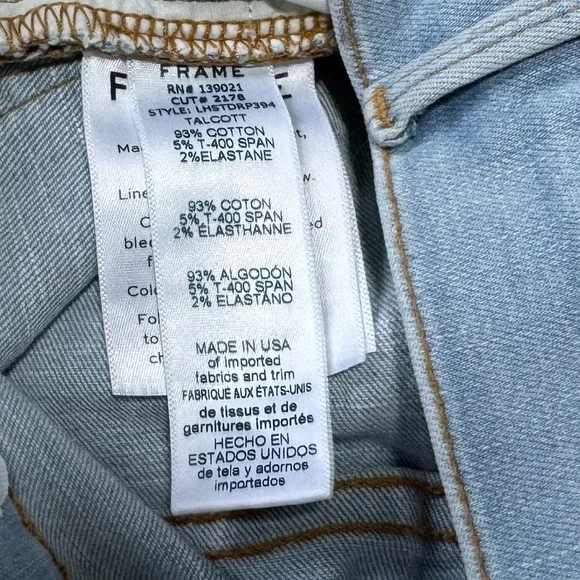 FRAME
RN# 139021
CUT# 2178
STYLE: LHSTDRP394
TALCOTT
93% COTTON
5% T-400 SPAN
2%ELASTANE
93% COTON
5% T-400 SPAN
2% ÉLASTHANNE
93% ALGODÓN
5% T-400 SPAN
2% ELASTANO
MADE IN USA
of imported
fabrics and trim
FABRIQUÉ AUX ÉTATS-UNIS
de tissus et de
garnitures importés
HECHO EN
ESTADOS UNIDOS
de tela y adornos
importados